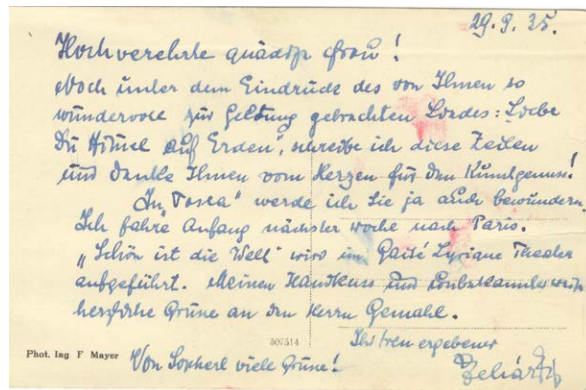 29.9.35.
Hochverehrte gnädige Frau!
Noch unter dem Eindruck des von Ihnen so
wundervoll zur Geltung gebrachten Liedes: Liebe
Du Himmel auf Erden", schreibe ich diese Zeilen
und danke Ihnen vom Herzen für den Kunstgenuss!
In „Tosca" werde ich Sie ja auch bewundern.
Ich fahre Anfang nächster Woche nach Paris.
„Schön ist die Welt" wird im Gaité Lyrique Theater
aufgeführt. Meinen Handkuss und unbekannterweise
herzliche Grüsse an den Herrn Gemahl.
Ihr treu ergebener
Lehár
507514
Phot. Ing F Mayer
Von Sopherl viele Grüsse!